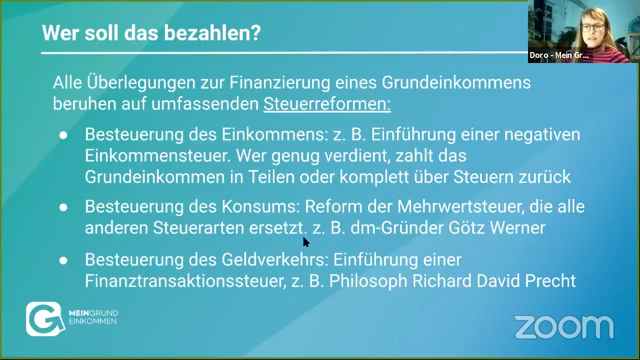 Wer soll das bezahlen?
Doro - Mein Gr...
Alle Überlegungen zur Finanzierung eines Grundeinkommens
beruhen auf umfassenden Steuerreformen:
● Besteuerung des Einkommens: z. B. Einführung einer negativen
Einkommensteuer. Wer genug verdient, zahlt das
Grundeinkommen in Teilen oder komplett über Steuern zurück
● Besteuerung des Konsums: Reform der Mehrwertsteuer, die alle
anderen Steuerarten ersetzt. z. B. dm-Gründer Götz Werner
● Besteuerung des Geldverkehrs: Einführung einer
Finanztransaktionssteuer, z. B. Philosoph Richard David Precht
G
MEINGRUND
EINKOMMEN
zoom